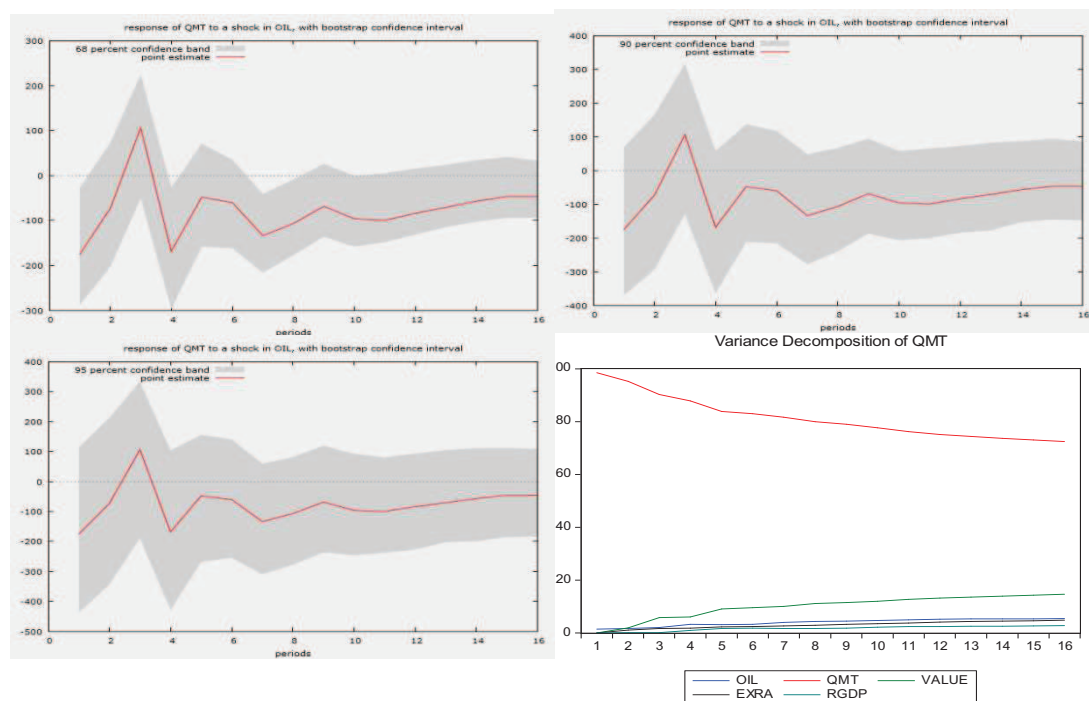 response of QMT to a shock in OIL, with bootstrap confidence interval
68 percent confidence band
point estimate
300
200
100
0
-100
-200
-300
0 2 4 6 8 10 12 14 16
periods
response of QMT to a shock in OIL, with bootstrap confidence interval
90 percent confidence band
point estimate
400
300
200
100
0
-100
-200
-300
-400
0 2 4 6 8 10 12 14 16
periods
response of QMT to a shock in OIL, with bootstrap confidence interval
95 percent confidence band
point estimate
400
300
200
100
0
-100
-200
-300
-400
-500
0 2 4 6 8 10 12 14 16
Variance Decomposition of QMT
00
80
60
40
20
0
1 2 3 4 5 6 7 8 9 10 11 12 13 14 15 16
OIL QMT VALUE
EXRA RGDP